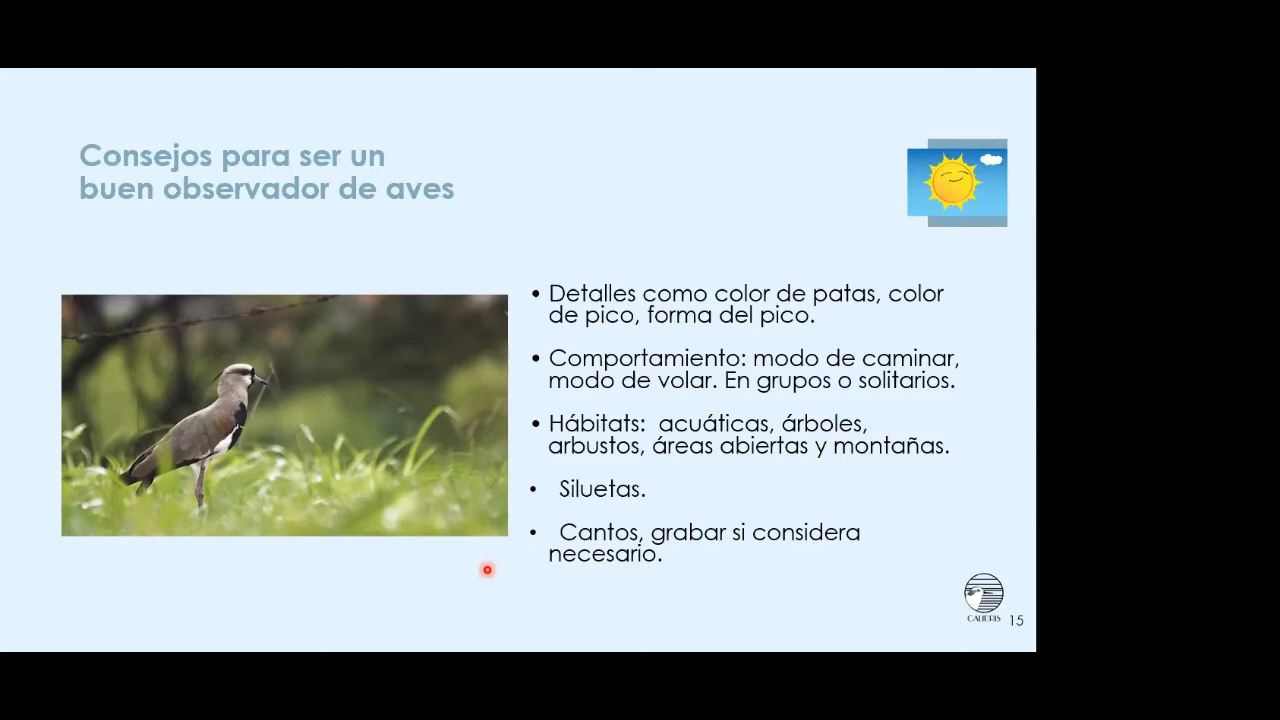 Consejos para ser un
buen observador de aves
• Detalles como color de patas, color
de pico, forma del pico.
• Comportamiento: modo de caminar,
modo de volar. En grupos o solitarios.
• Hábitats: acuáticas, árboles,
arbustos, áreas abiertas y montañas.
• Siluetas.
• Cantos, grabar si considera
necesario.
CALIDRIS
15